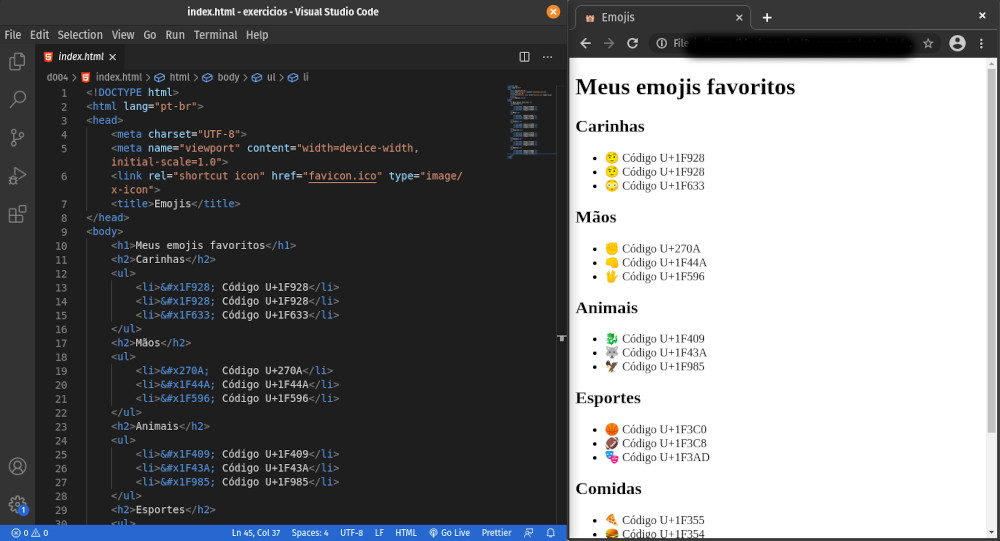 index.html - exercicios - Visual Studio Code
File Edit Selection View Go Run Terminal Help
index.html
d004 > index.html > html > body > ul > li
1 <!DOCTYPE html>
2 <html lang="pt-br">
3 <head>
4 <meta charset="UTF-8">
5 <meta name="viewport" content="width=device-width,
initial-scale=1.0">
6 <link rel="shortcut icon" href="favicon.ico" type="image/
x-icon">
7 <title>Emojis</title>
8 </head>
9 <body>
10 <h1>Meus emojis favoritos</h1>
11 <h2>Carinhas</h2>
12 <ul>
13 <li>&#x1F928; Código U+1F928</li>
14 <li>&#x1F928; Código U+1F928</li>
15 <li>&#x1F633; Código U+1F633</li>
16 </ul>
17 <h2>Mãos</h2>
18 <ul>
19 <li>&#x270A;  Código U+270A</li>
20 <li>&#x1F44A; Código U+1F44A</li>
21 <li>&#x1F596; Código U+1F596</li>
22 </ul>
23 <h2>Animais</h2>
24 <ul>
25 <li>&#x1F409; Código U+1F409</li>
26 <li>&#x1F43A; Código U+1F43A</li>
27 <li>&#x1F985; Código U+1F985</li>
28 </ul>
29 <h2>Esportes</h2>
30 <ul>
1
0 0 Ln 45, Col 37 Spaces: 4 UTF-8 LF HTML Go Live Prettier
Emojis
File
Meus emojis favoritos
Carinhas
• 🤨 Código U+1F928
• 🤨 Código U+1F928
• 😳 Código U+1F633
Mãos
• ✊ Código U+270A
• 👊 Código U+1F44A
• 🖖 Código U+1F596
Animais
• 🐉 Código U+1F409
• 🐺 Código U+1F43A
• 🦅 Código U+1F985
Esportes
• 🏀 Código U+1F3C0
• 🏈 Código U+1F3C8
• 🎭 Código U+1F3AD
Comidas
• 🍕 Código U+1F355
• 🍔 Código U+1F354